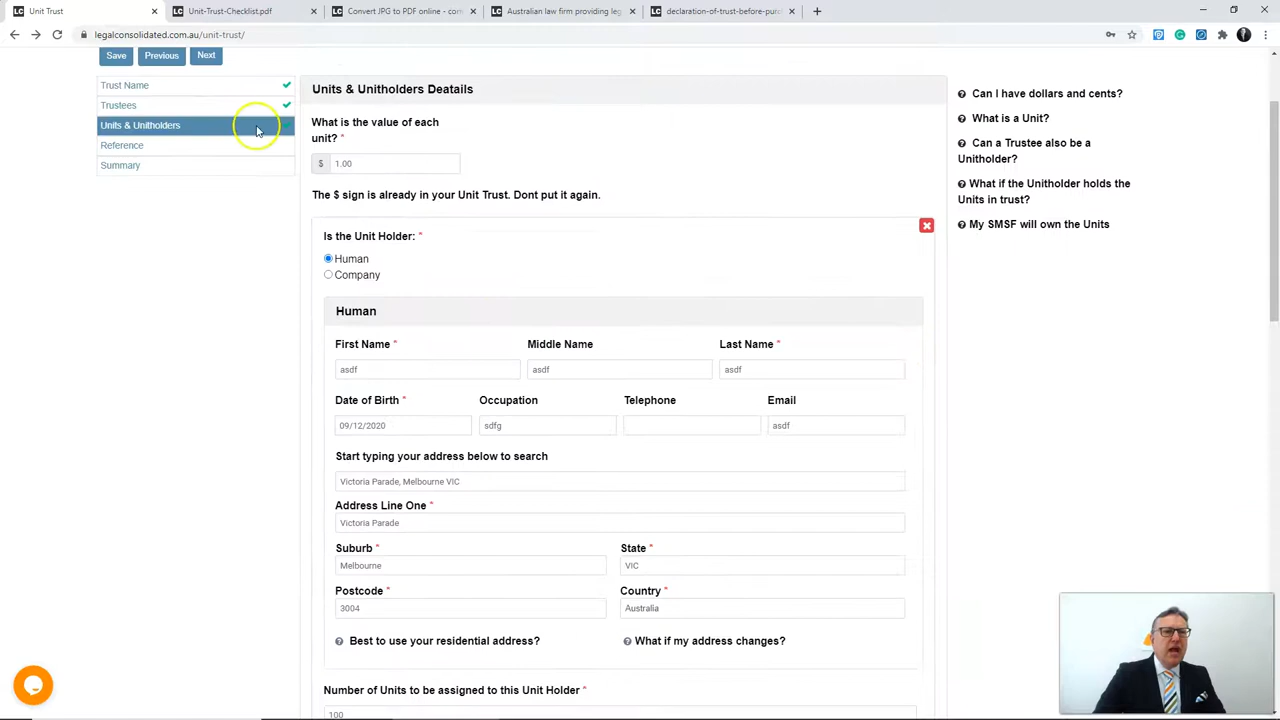 Unit Trust
Unit-Trust-Checklist.pdf
Convert JPG to PDF online - con
Australian law firm providing leg
declaration-of-trust-before-purc
legalconsolidated.com.au/unit-trust/
Save
Previous
Next
Trust Name
Trustees
Units & Unitholders
Reference
Summary
Units & Unitholders Deatails
What is the value of each
unit? *
$ 1.00
The $ sign is already in your Unit Trust. Dont put it again.
Is the Unit Holder: *
Human
Company
Human
First Name * Middle Name Last Name *
asdf asdf asdf
Date of Birth * Occupation Telephone Email
09/12/2020 sdfg asdf
Start typing your address below to search
Victoria Parade, Melbourne VIC
Address Line One *
Victoria Parade
Suburb * State *
Melbourne VIC
Postcode * Country *
3004 Australia
Best to use your residential address? What if my address changes?
Number of Units to be assigned to this Unit Holder *
100
Can I have dollars and cents?
What is a Unit?
Can a Trustee also be a
Unitholder?
What if the Unitholder holds the
Units in trust?
My SMSF will own the Units